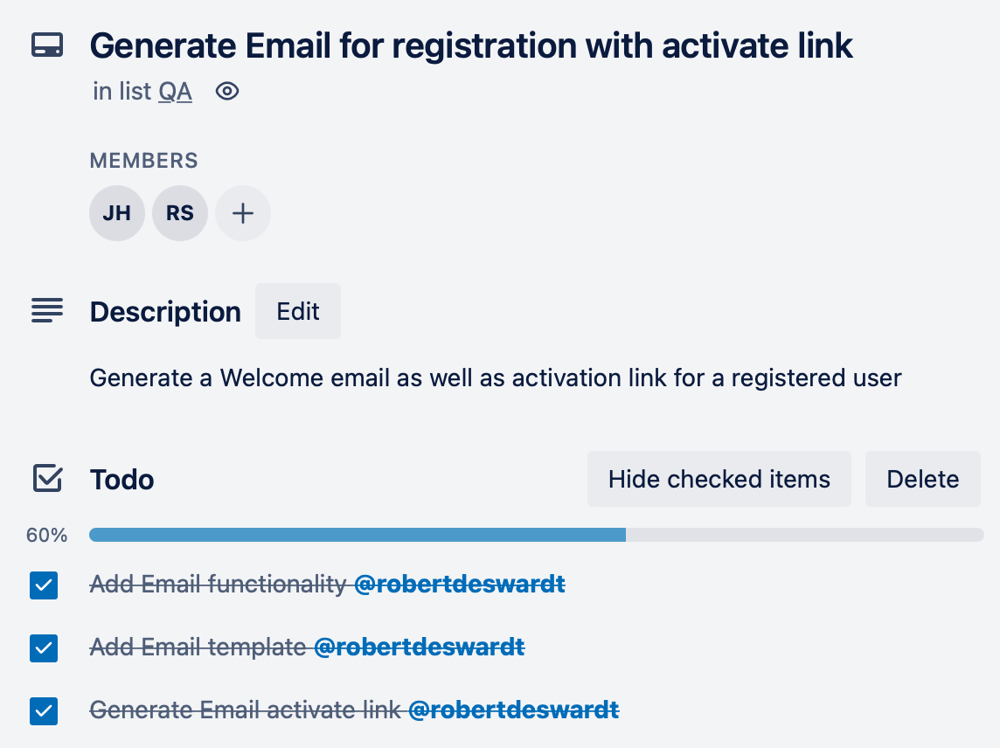 Generate Email for registration with activate link
in list QA
MEMBERS
JH RS +
Description Edit
Generate a Welcome email as well as activation link for a registered user
Todo Hide checked items Delete
60%
Add Email functionality @robertdeswardt
Add Email template @robertdeswardt
Generate Email activate link @robertdeswardt